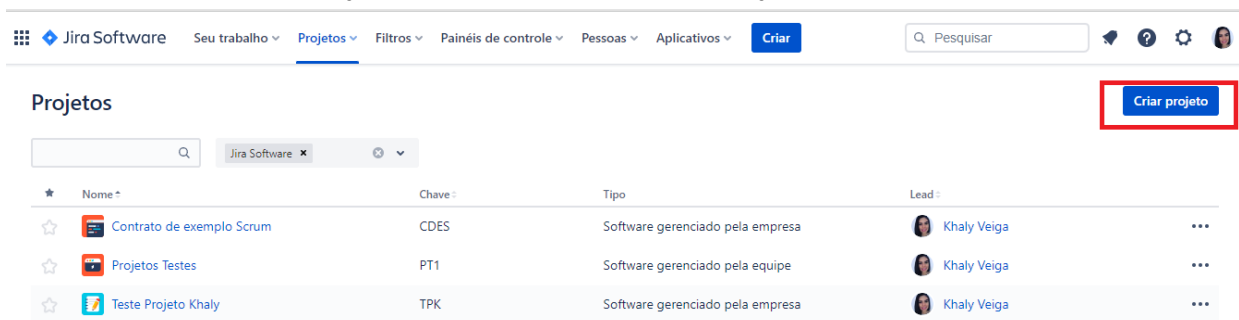 Jira Software Seu trabalho Projetos Filtros Painéis de controle Pessoas Aplicativos Criar Pesquisar
Projetos Criar projeto
Jira Software
Nome Chave Tipo Lead
Contrato de exemplo Scrum CDES Software gerenciado pela empresa Khaly Veiga
Projetos Testes PT1 Software gerenciado pela equipe Khaly Veiga
Teste Projeto Khaly TPK Software gerenciado pela empresa Khaly Veiga